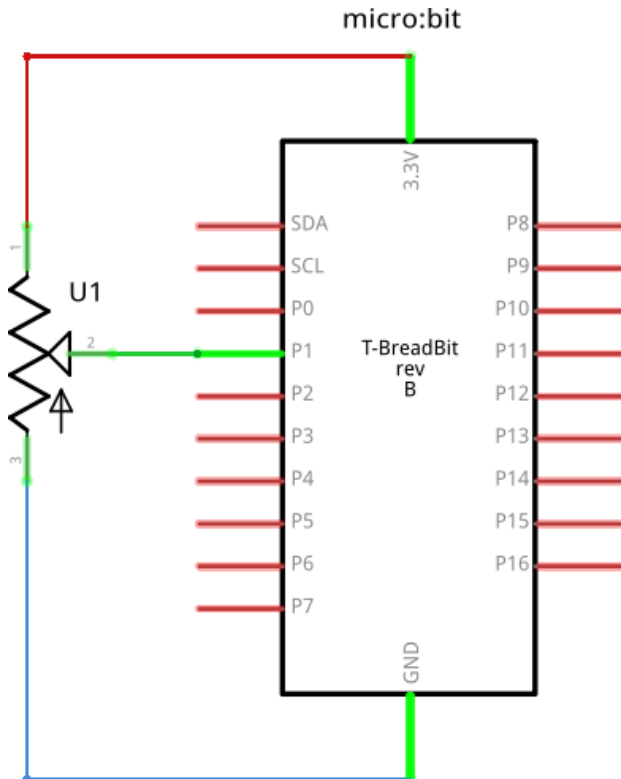 micro:bit
3.3V
1
U1
2
3
SDA
SCL
P0
P1
P2
P3
P4
P5
P6
P7
T-BreadBit
rev
B
P8
P9
P10
P11
P12
P13
P14
P15
P16
GND